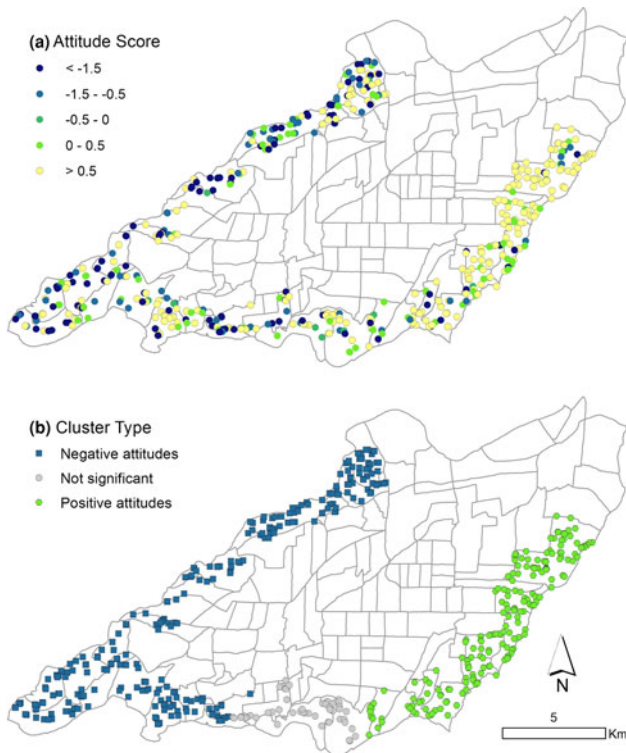 (a) Attitude Score
< -1.5
-1.5 - -0.5
-0.5 - 0
0 - 0.5
> 0.5
(b) Cluster Type
Negative attitudes
Not significant
Positive attitudes
N
5
Km